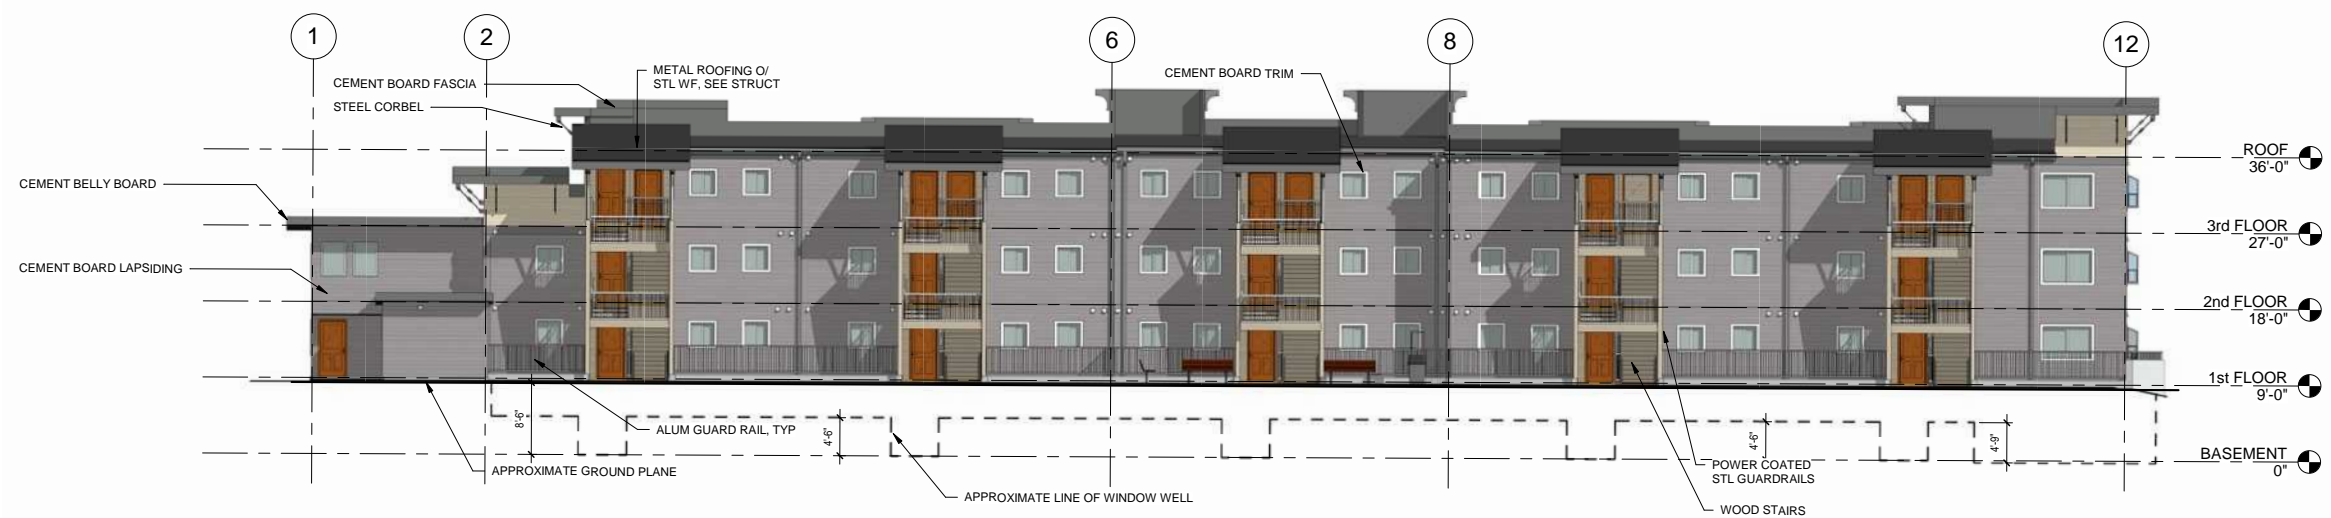 1
2
6
8
12
METAL ROOFING O/
STL WF, SEE STRUCT
CEMENT BOARD FASCIA
STEEL CORBEL
CEMENT BOARD TRIM
CEMENT BELLY BOARD
CEMENT BOARD LAPSIDING
ROOF
36'-0"
3rd FLOOR
27'-0"
2nd FLOOR
18'-0"
1st FLOOR
9'-0"
BASEMENT
0"
8'-6"
4'-6"
4'-6"
4'-9"
ALUM GUARD RAIL, TYP
APPROXIMATE GROUND PLANE
APPROXIMATE LINE OF WINDOW WELL
POWER COATED
STL GUARDRAILS
WOOD STAIRS